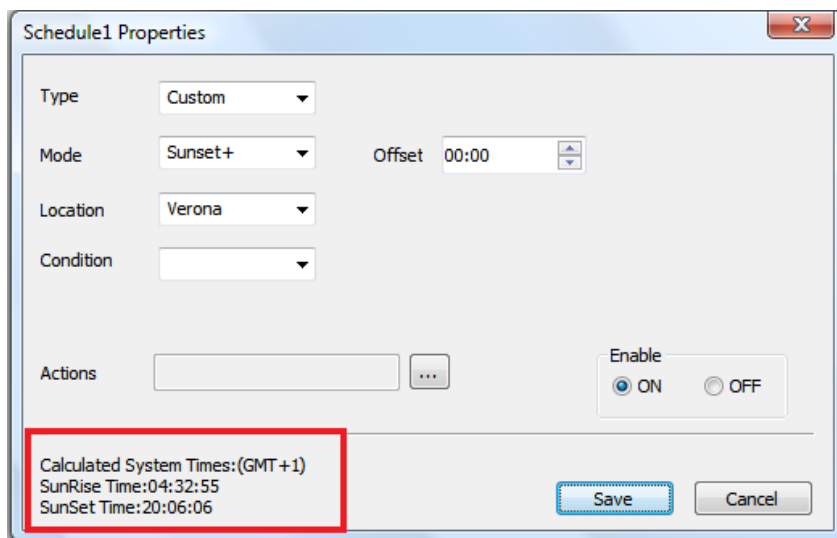 Schedule1 Properties
Type Custom
Mode Sunset+ Offset 00:00
Location Verona
Condition
Actions ...
Enable
ON OFF
Calculated System Times:(GMT+1)
SunRise Time:04:32:55
SunSet Time:20:06:06
Save Cancel